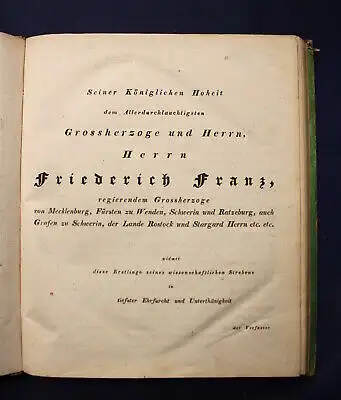 Seiner Königlichen Hoheit
dem Allerdurchlauchtigsten
Grossherzoge und Herrn,
Herrn
Friederich Franz,
regierendem Grossherzoge
von Mecklenburg, Fürsten zu Wenden, Schwerin und Ratzeburg, auch
Grafen zu Schwerin, der Lande Rostock und Stargard Herrn etc. etc.
widmet
diese Erstlinge seines wissenschaftlichen Strebens
in
tiefster Ehrfurcht und Unterthänigkeit
der Verfasser